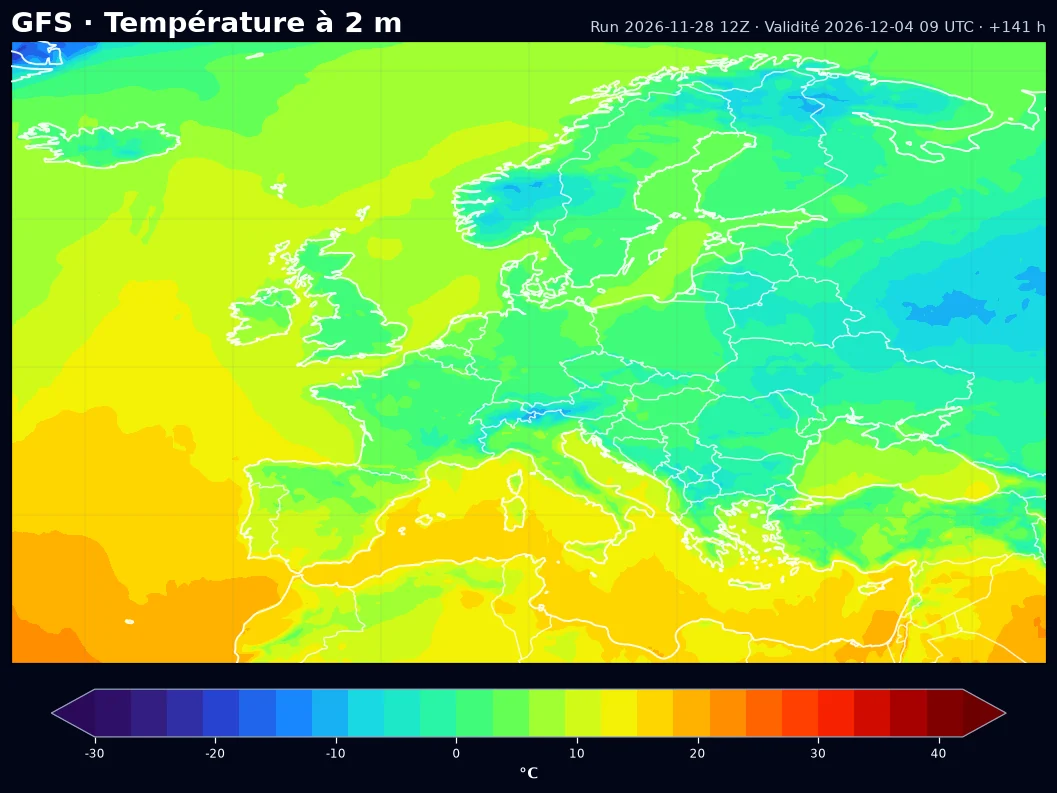 GFS · Température à 2 m
Run 2026-11-28 12Z · Validité 2026-12-04 09 UTC · +141 h
-30 -20 -10 0 10 20 30 40
°C